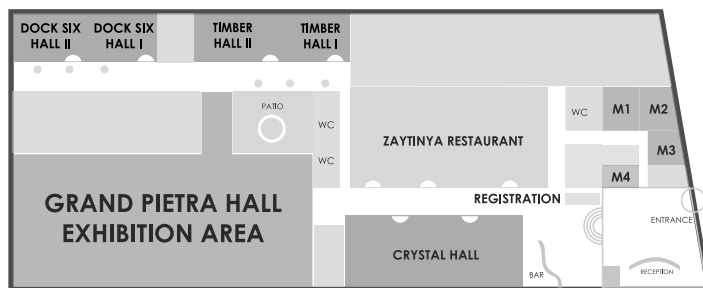 DOCK SIX
HALL II
DOCK SIX
HALL I
TIMBER
HALL II
TIMBER
HALL I
PATIO
WC
WC
ZAYTINYA RESTAURANT
WC
M1
M2
M3
M4
GRAND PIETRA HALL
EXHIBITION AREA
REGISTRATION
ENTRANCE
CRYSTAL HALL
BAR
RECEPTION